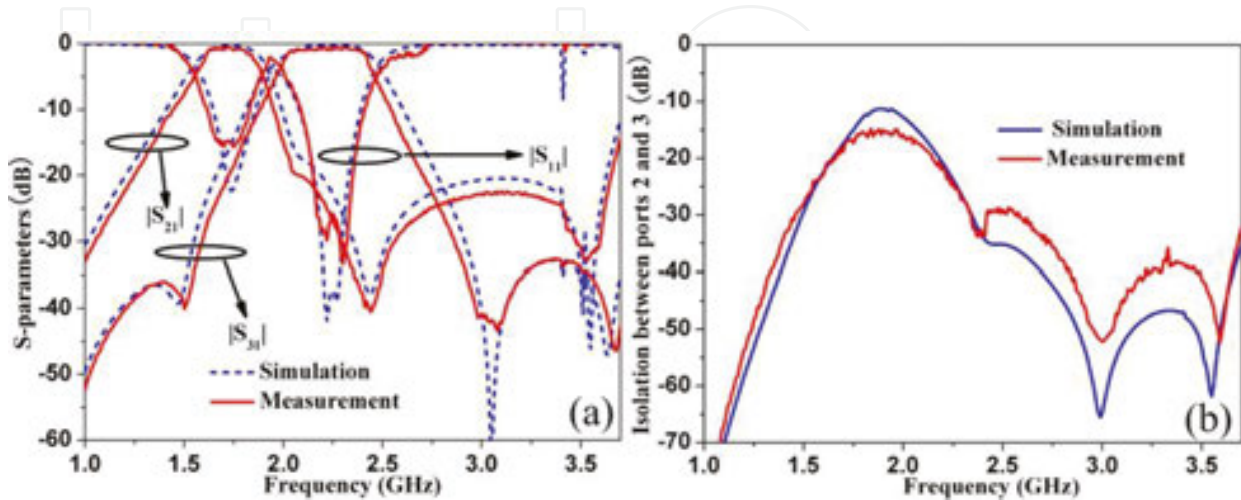 0
-10
-20
-30
-40
-50
-60
1.0
1.5
2.0
2.5
3.0
3.5
S-parameters (dB)
Frequency (GHz)
|S21|
|S31|
|S11|
Simulation
Measurement
(a)
0
-10
-20
-30
-40
-50
-60
-70
1.0
1.5
2.0
2.5
3.0
3.5
Isolation between ports 2 and 3 (dB)
Frequency (GHz)
Simulation
Measurement
(b)